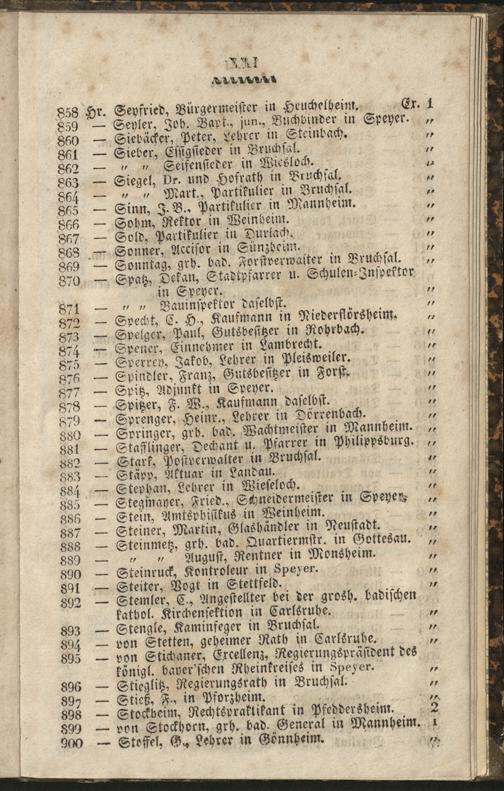 XXI
858 Hr. Seyfried, Bürgermeister in Heuchelheim. Ex. 1
859 — Seyler, Joh. Bapt., jun., Buchbinder in Speyer. „
860 — Siebäcker, Peter, Lehrer in Steinbach. „
861 — Sieber, Essigsieder in Bruchsal. „
862 — „ „ Seifensieder in Wiesloch. „
863 — Siegel, Dr. und Hofrath in Bruchsal. „
864 — „ „ Mart., Partikulier in Bruchsal. „
865 — Sinn, J. B., Partikulier in Mannheim. „
866 — Sohm, Rektor in Weinheim. „
867 — Sold, Partikulier in Durlach. „
868 — Sonner, Accisor in Sünzheim. „
869 — Sonntag, grh. bad. Forstverwalter in Bruchsal. „
870 — Spatz, Dekan, Stadtpfarrer u. Schulen-Inspektor
in Speyer. „
871 — „ „ Bauinspektor daselbst. „
872 — Specht, C. H., Kaufmann in Niederflörsheim. „
873 — Spelger, Paul, Gutsbesitzer in Rohrbach. „
874 — Spener, Einnehmer in Lambrecht. „
875 — Sperrey, Jakob, Lehrer in Pleisweiler. „
876 — Spindler, Franz, Gutsbesitzer in Forst. „
877 — Spitz, Adjunkt in Speyer. „
878 — Spitzer, F. W., Kaufmann daselbst. „
879 — Sprenger, Heinr., Lehrer in Dörrenbach. „
880 — Springer, grh. bad. Wachtmeister in Mannheim. „
881 — Stafflinger, Dechant u. Pfarrer in Philippsburg. „
882 — Stark, Postverwalter in Bruchsal. „
883 — Stäpp, Aktuar in Landau. „
884 — Stephan, Lehrer in Wieseloch. „
885 — Stegmayer, Fried., Schneidermeister in Speyer. „
886 — Stein, Amtsphisikus in Weinheim. „
887 — Steiner, Martin, Glashändler in Neustadt. „
888 — Steinmetz, grh. bad. Quartiermstr. in Gottesau. „
889 — „ „ August, Rentner in Monsheim. „
890 — Steinruck, Kontroleur in Speyer. „
891 — Steiter, Vogt in Stettfeld. „
892 — Stemler, C., Angestellter bei der grosh. badischen
kathol. Kirchensektion in Carlsruhe. „
893 — Stengle, Kaminfeger in Bruchsal. „
894 — von Stetten, geheimer Rath in Carlsruhe. „
895 — von Stichaner, Excellenz, Regierungspräsident des
königl. bayer'schen Rheinkreises in Speyer. „
896 — Stieglitz, Regierungsrath in Bruchsal. „
897 — Stieß, F., in Pforzheim. „
898 — Stockheim, Rechtspraktikant in Pfeddersheim. 2
899 — von Stockhorn, grh. bad. General in Mannheim. 1
900 — Stoffel, G., Lehrer in Gönnheim. „